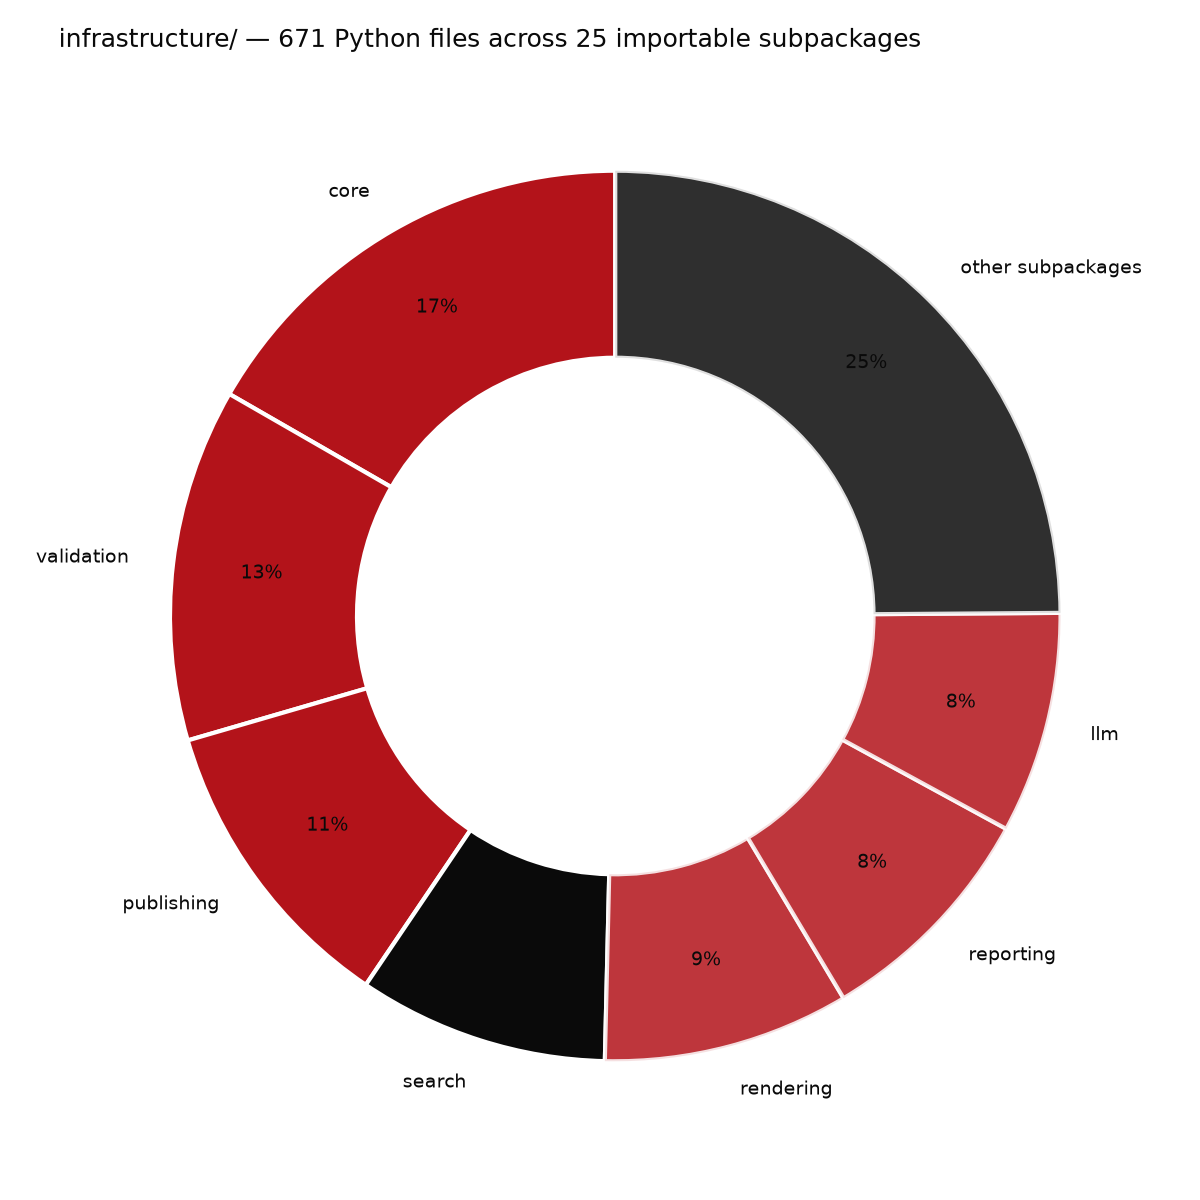 infrastructure/ — 671 Python files across 25 importable subpackages
core
17%
other subpackages
25%
validation
13%
8%
llm
publishing
11%
8%
reporting
9%
search
rendering